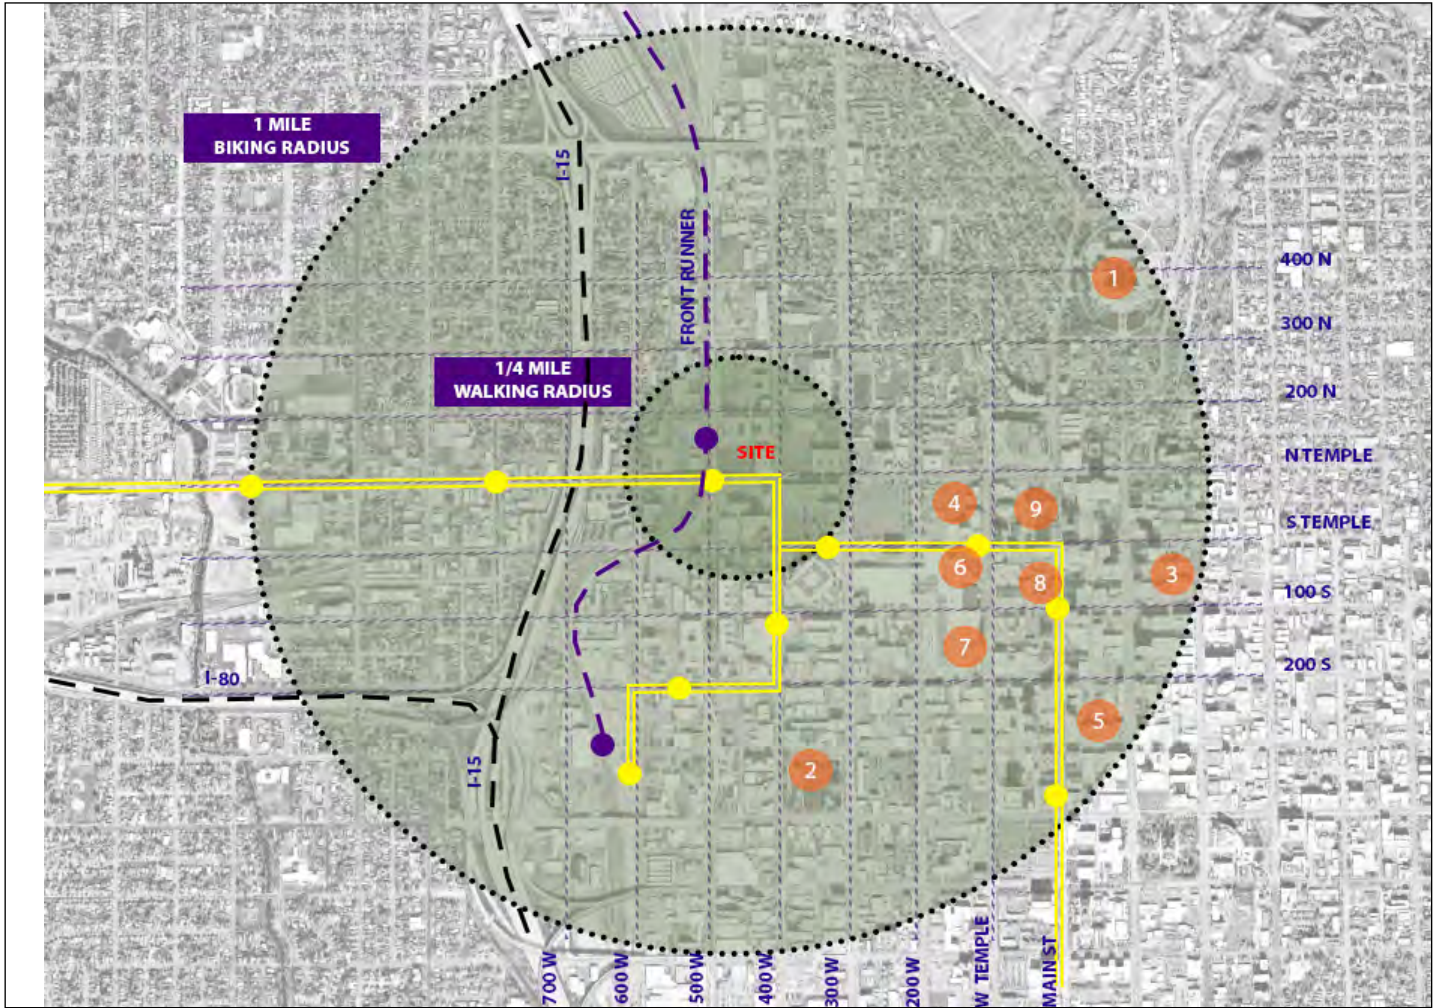 1 MILE
BIKING RADIUS
I-15
FRONT RUNNER
400 N
1
300 N
1/4 MILE
WALKING RADIUS
200 N
SITE
N TEMPLE
4
9
S TEMPLE
6
8
3
100 S
7
200 S
I-80
5
I-15
2
700 W
600 W
500 W
400 W
300 W
200 W
W TEMPLE
MAIN ST